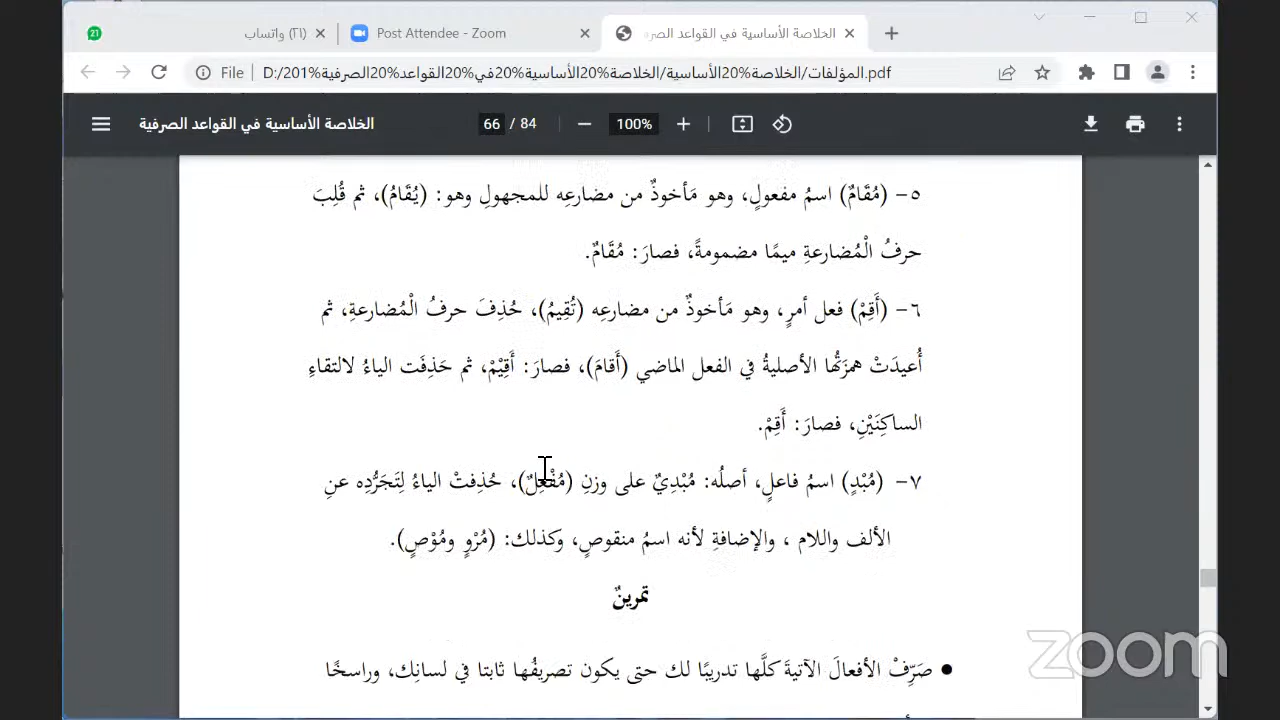 (٢١) واتساب
Post Attendee - Zoom
الخلاصة الأساسية في القواعد الصر
File | D:/201%المؤلفات/الخلاصة%20الأساسية/الخلاصة%20الأساسية%20في%20القواعد%20الصرفية.pdf
الخلاصة الأساسية في القواعد الصرفية
66 / 84
100%
٥- (مُقَامٌ) اسمُ مفعولٍ، وهو مَأخوذٌ من مضارعِه للمجهولِ وهو: (يُقَامُ)، ثم قُلِبَ
حرفُ الْمُضارعةِ ميمًا مضمومةً، فصارَ: مُقَامٌ.
٦- (أَقِمْ) فعل أمرٍ، وهو مَأخوذٌ من مضارعِه (تُقِيمُ)، حُذِفَ حرفُ الْمُضارعةِ، ثم
أُعيدَتْ همزَتُها الأصليةُ في الفعل الماضي (أَقامَ)، فصارَ: أَقِيْمْ، ثم حَذِفَت الياءُ لالتقاءِ
الساكِنَيْنِ، فصارَ: أَقِمْ.
٧- (مُبْدٍ) اسمُ فاعلٍ، أصلُه: مُبْدِيٌ على وزنِ (مُفْعِلٌ)، حُذِفتْ الياءُ لِتَجَرُّدِه عنِ
الألف واللام ، والإضافةِ لأنه اسمُ منقوصٍ، وكذلك: (مُرْوٍ ومُوْصٍ).
تمرينٌ
● صَرِّفْ الأفعالَ الآتيةَ كلَّها تدريبًا لك حتى يكون تصريفُها ثابتا في لسانِك، وراسخًا
zoom